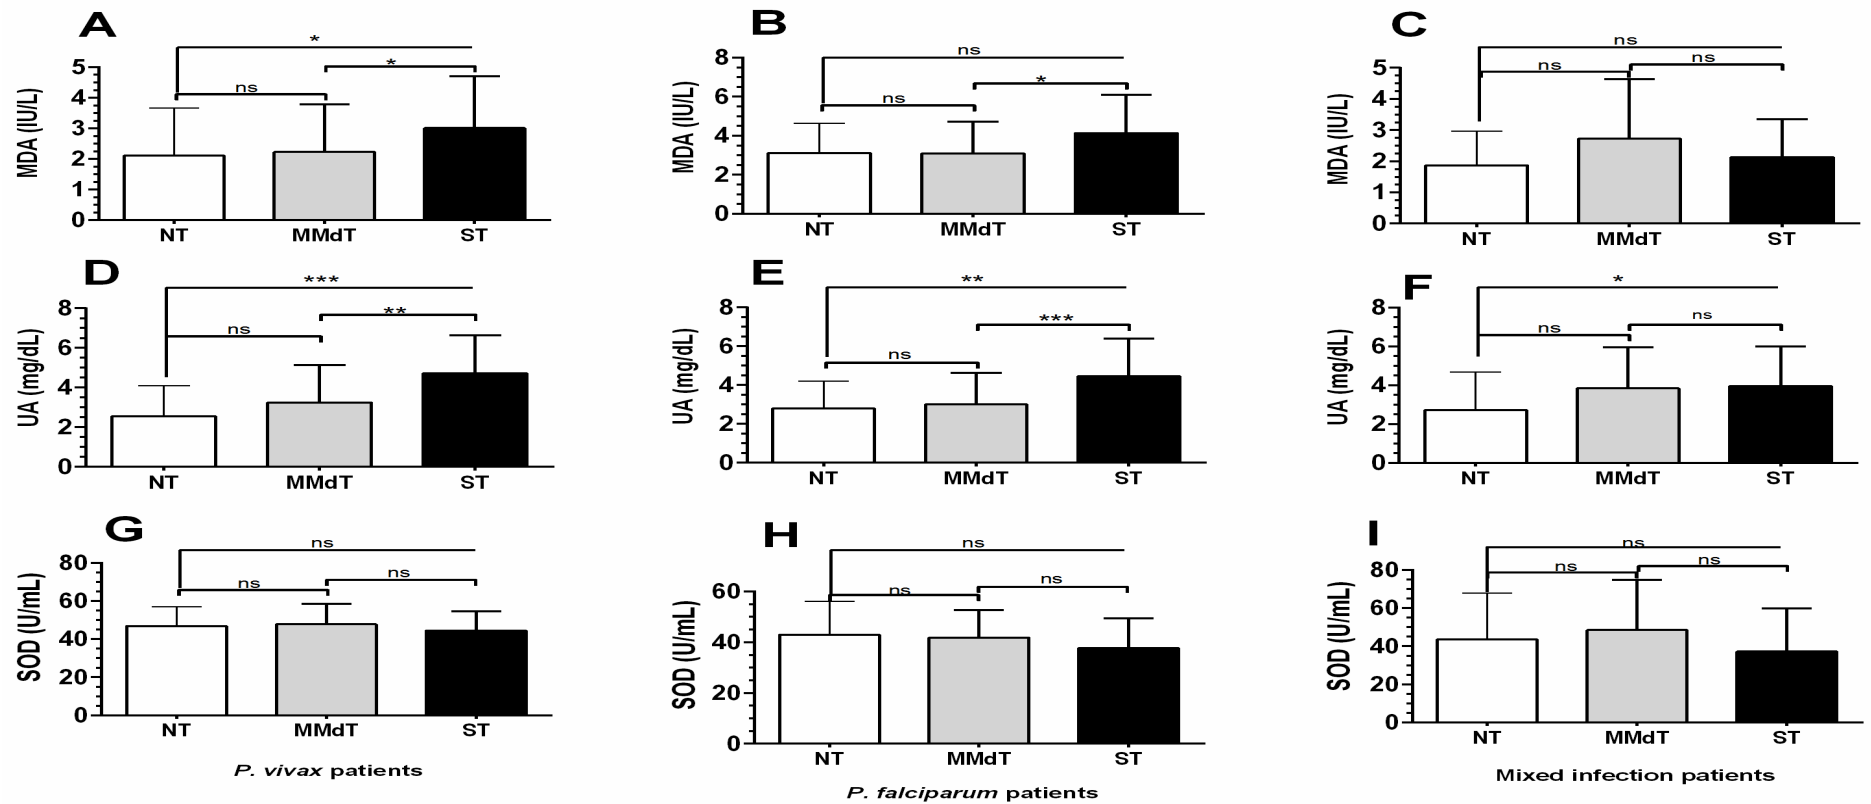 A
*
*
ns
MDA (IU/L)
5
4
3
2
1
0
NT MMdT ST
B
ns
*
ns
MDA (IU/L)
8
6
4
2
0
NT MMdT ST
C
ns
ns
ns
MDA (IU/L)
5
4
3
2
1
0
NT MMdT ST
D
***
**
ns
UA (mg/dL)
8
6
4
2
0
NT MMdT ST
E
**
***
ns
UA (mg/dL)
8
6
4
2
0
NT MMdT ST
F
*
ns
ns
UA (mg/dL)
8
6
4
2
0
NT MMdT ST
G
ns
ns
ns
SOD (U/mL)
80
60
40
20
0
NT MMdT ST
P. vivax patients
H
ns
ns
ns
SOD (U/mL)
60
40
20
0
NT MMdT ST
P. falciparum patients
I
ns
ns
ns
SOD (U/mL)
80
60
40
20
0
NT MMdT ST
Mixed infection patients